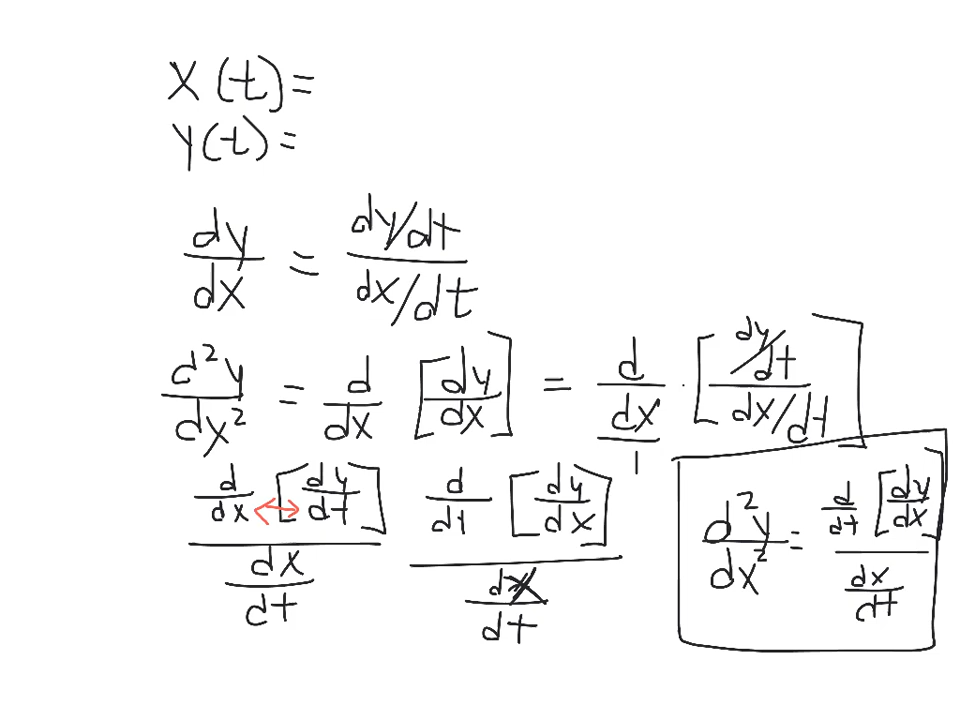 X(t)=
Y(t)=
dy/dx = (dy/dt)/(dx/dt)
d²y/dx² = d/dx [dy/dx] = (d/dx)/1 · [(dy/dt)/(dx/dt)]
(d/dx [dy/dt])/(dx/dt) (d/dt [dy/dx])/(dx/dt) d²y/dx² = (d/dt [dy/dx])/(dx/dt)